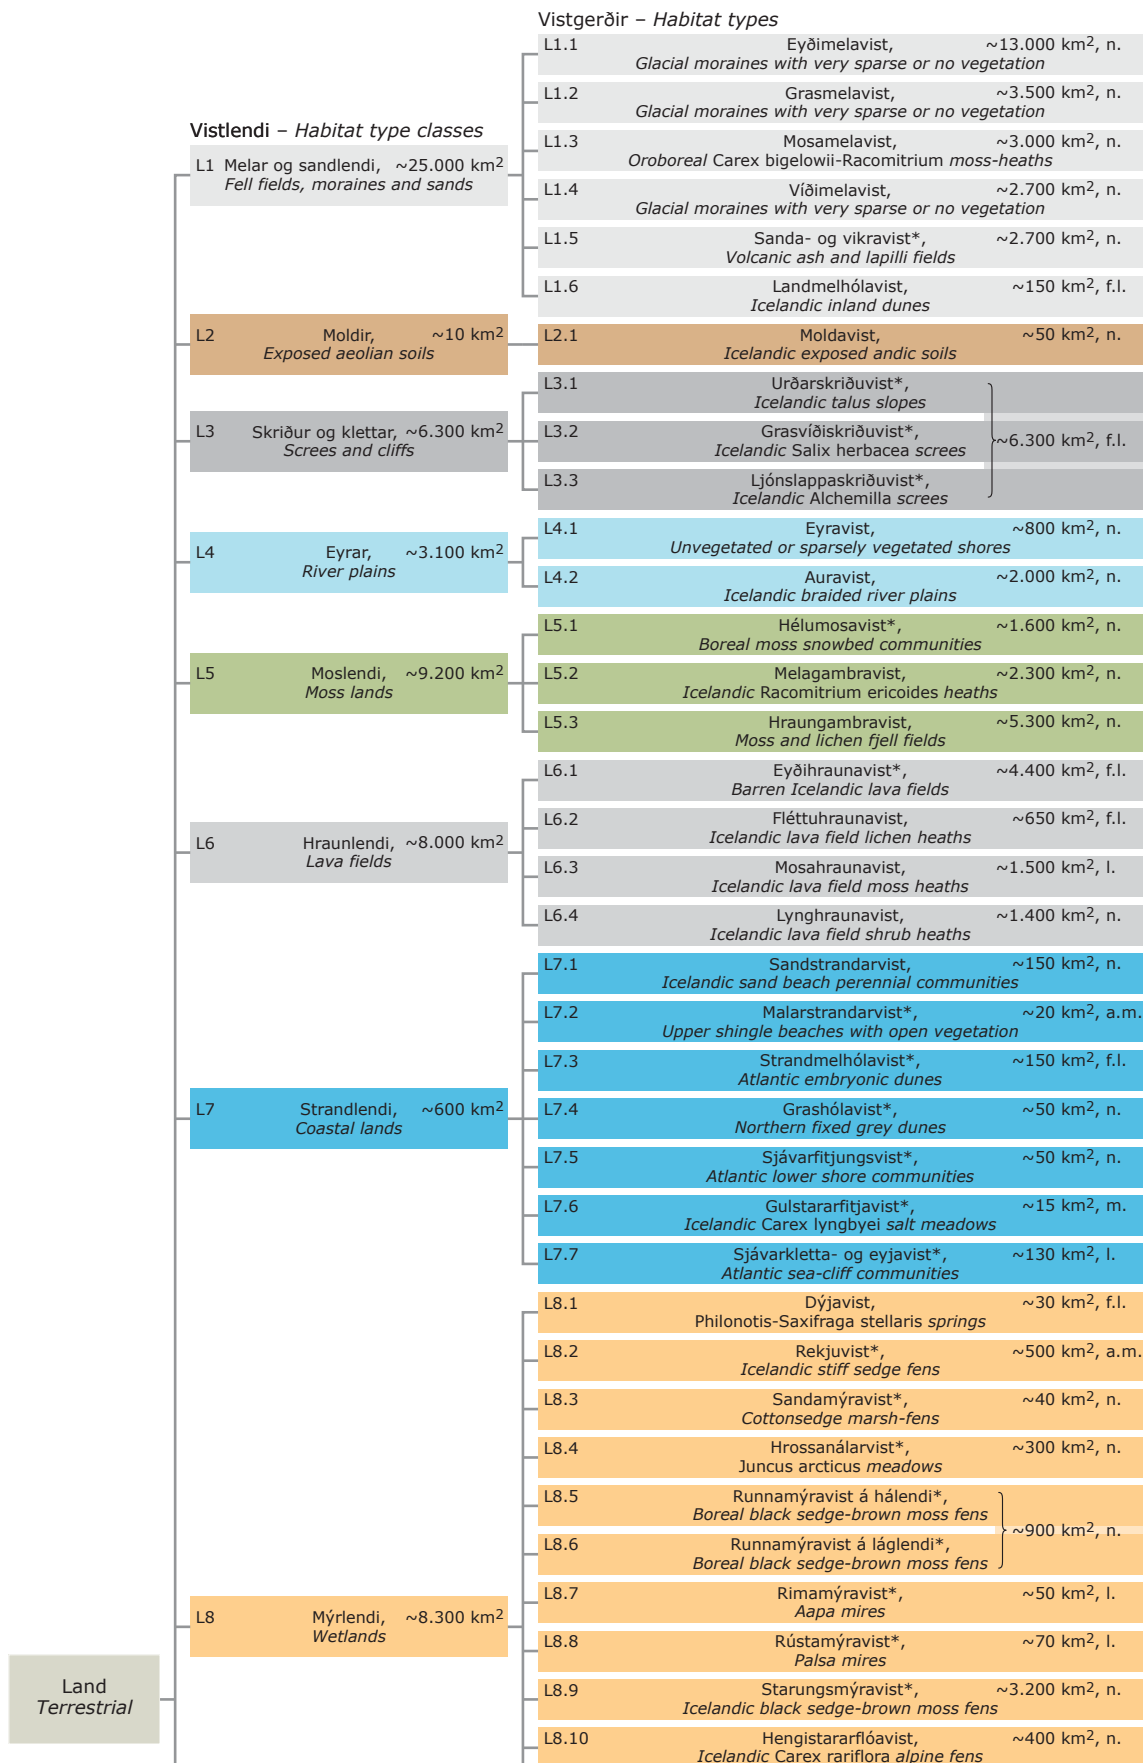 Vistgerðir – Habitat types
L1.1 Eyðimelavist, ~13.000 km², n.
Glacial moraines with very sparse or no vegetation
L1.2 Grasmelavist, ~3.500 km², n.
Glacial moraines with very sparse or no vegetation
Vistlendi – Habitat type classes
L1.3 Mosamelavist, ~3.000 km², n.
Oroboreal Carex bigelowii-Racomitrium moss-heaths
L1 Melar og sandlendi, ~25.000 km²
Fell fields, moraines and sands
L1.4 Víðimelavist, ~2.700 km², n.
Glacial moraines with very sparse or no vegetation
L1.5 Sanda- og vikravist*, ~2.700 km², n.
Volcanic ash and lapilli fields
L1.6 Landmelhólavist, ~150 km², f.l.
Icelandic inland dunes
L2 Moldir, ~10 km²
Exposed aeolian soils
L2.1 Moldavist, ~50 km², n.
Icelandic exposed andic soils
L3.1 Urðarskriðuvist*,
Icelandic talus slopes
L3 Skriður og klettar, ~6.300 km²
Screes and cliffs
L3.2 Grasvíðiskriðuvist*,
Icelandic Salix herbacea screes
~6.300 km², f.l.
L3.3 Ljónslappaskriðuvist*,
Icelandic Alchemilla screes
L4 Eyrar, ~3.100 km²
River plains
L4.1 Eyravist, ~800 km², n.
Unvegetated or sparsely vegetated shores
L4.2 Auravist, ~2.000 km², n.
Icelandic braided river plains
L5.1 Hélumosavist*, ~1.600 km², n.
Boreal moss snowbed communities
L5 Moslendi, ~9.200 km²
Moss lands
L5.2 Melagambravist, ~2.300 km², n.
Icelandic Racomitrium ericoides heaths
L5.3 Hraungambravist, ~5.300 km², n.
Moss and lichen fjell fields
L6.1 Eyðihraunavist*, ~4.400 km², f.l.
Barren Icelandic lava fields
L6.2 Fléttuhraunavist, ~650 km², f.l.
Icelandic lava field lichen heaths
L6 Hraunlendi, ~8.000 km²
Lava fields
L6.3 Mosahraunavist, ~1.500 km², l.
Icelandic lava field moss heaths
L6.4 Lynghraunavist, ~1.400 km², n.
Icelandic lava field shrub heaths
L7.1 Sandstrandarvist, ~150 km², n.
Icelandic sand beach perennial communities
L7.2 Malarstrandarvist*, ~20 km², a.m.
Upper shingle beaches with open vegetation
L7.3 Strandmelhólavist*, ~150 km², f.l.
Atlantic embryonic dunes
L7 Strandlendi, ~600 km²
Coastal lands
L7.4 Grashólavist*, ~50 km², n.
Northern fixed grey dunes
L7.5 Sjávarfitjungsvist*, ~50 km², n.
Atlantic lower shore communities
L7.6 Gulstararfitjavist*, ~15 km², m.
Icelandic Carex lyngbyei salt meadows
L7.7 Sjávarkletta- og eyjavist*, ~130 km², l.
Atlantic sea-cliff communities
L8.1 Dýjavist, ~30 km², f.l.
Philonotis-Saxifraga stellaris springs
L8.2 Rekjuvist*, ~500 km², a.m.
Icelandic stiff sedge fens
L8.3 Sandamýravist*, ~40 km², n.
Cottonsedge marsh-fens
L8.4 Hrossanálarvist*, ~300 km², n.
Juncus arcticus meadows
L8.5 Runnamýravist á hálendi*,
Boreal black sedge-brown moss fens
~900 km², n.
L8.6 Runnamýravist á láglendi*,
Boreal black sedge-brown moss fens
L8 Mýrlendi, ~8.300 km²
Wetlands
L8.7 Rimamýravist*, ~50 km², l.
Aapa mires
L8.8 Rústamýravist*, ~70 km², l.
Palsa mires
Land
Terrestrial
L8.9 Starungsmýravist*, ~3.200 km², n.
Icelandic black sedge-brown moss fens
L8.10 Hengistararflóavist, ~400 km², n.
Icelandic Carex rariflora alpine fens